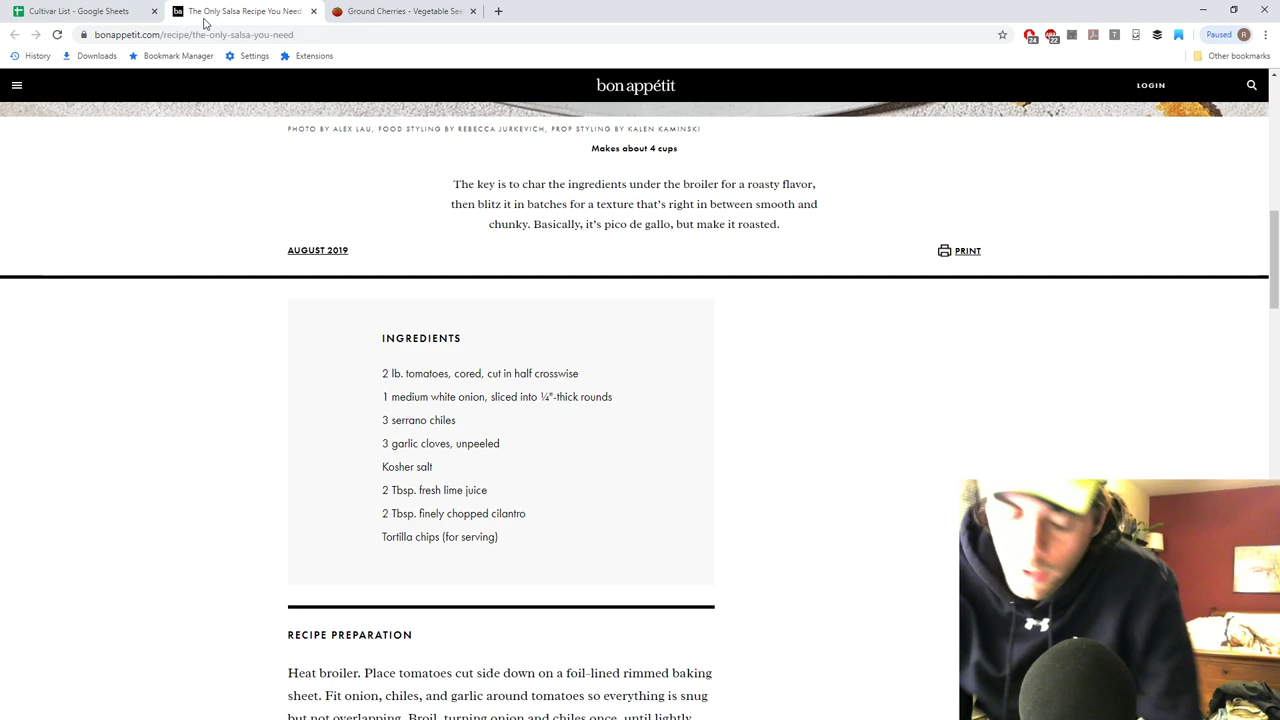 Cultivar List - Google Sheets
ba The Only Salsa Recipe You Need
Ground Cherries - Vegetable See
bonappetit.com/recipe/the-only-salsa-you-need
24
22
Paused R
History Downloads Bookmark Manager Settings Extensions Other bookmarks
bon appétit
LOGIN
PHOTO BY ALEX LAU, FOOD STYLING BY REBECCA JURKEVICH, PROP STYLING BY KALEN KAMINSKI
Makes about 4 cups
The key is to char the ingredients under the broiler for a roasty flavor,
then blitz it in batches for a texture that's right in between smooth and
chunky. Basically, it's pico de gallo, but make it roasted.
AUGUST 2019
PRINT
INGREDIENTS
2 lb. tomatoes, cored, cut in half crosswise
1 medium white onion, sliced into ¼"-thick rounds
3 serrano chiles
3 garlic cloves, unpeeled
Kosher salt
2 Tbsp. fresh lime juice
2 Tbsp. finely chopped cilantro
Tortilla chips (for serving)
RECIPE PREPARATION
Heat broiler. Place tomatoes cut side down on a foil-lined rimmed baking
sheet. Fit onion, chiles, and garlic around tomatoes so everything is snug
but not overlapping. Broil, turning onion and chiles once, until lightly